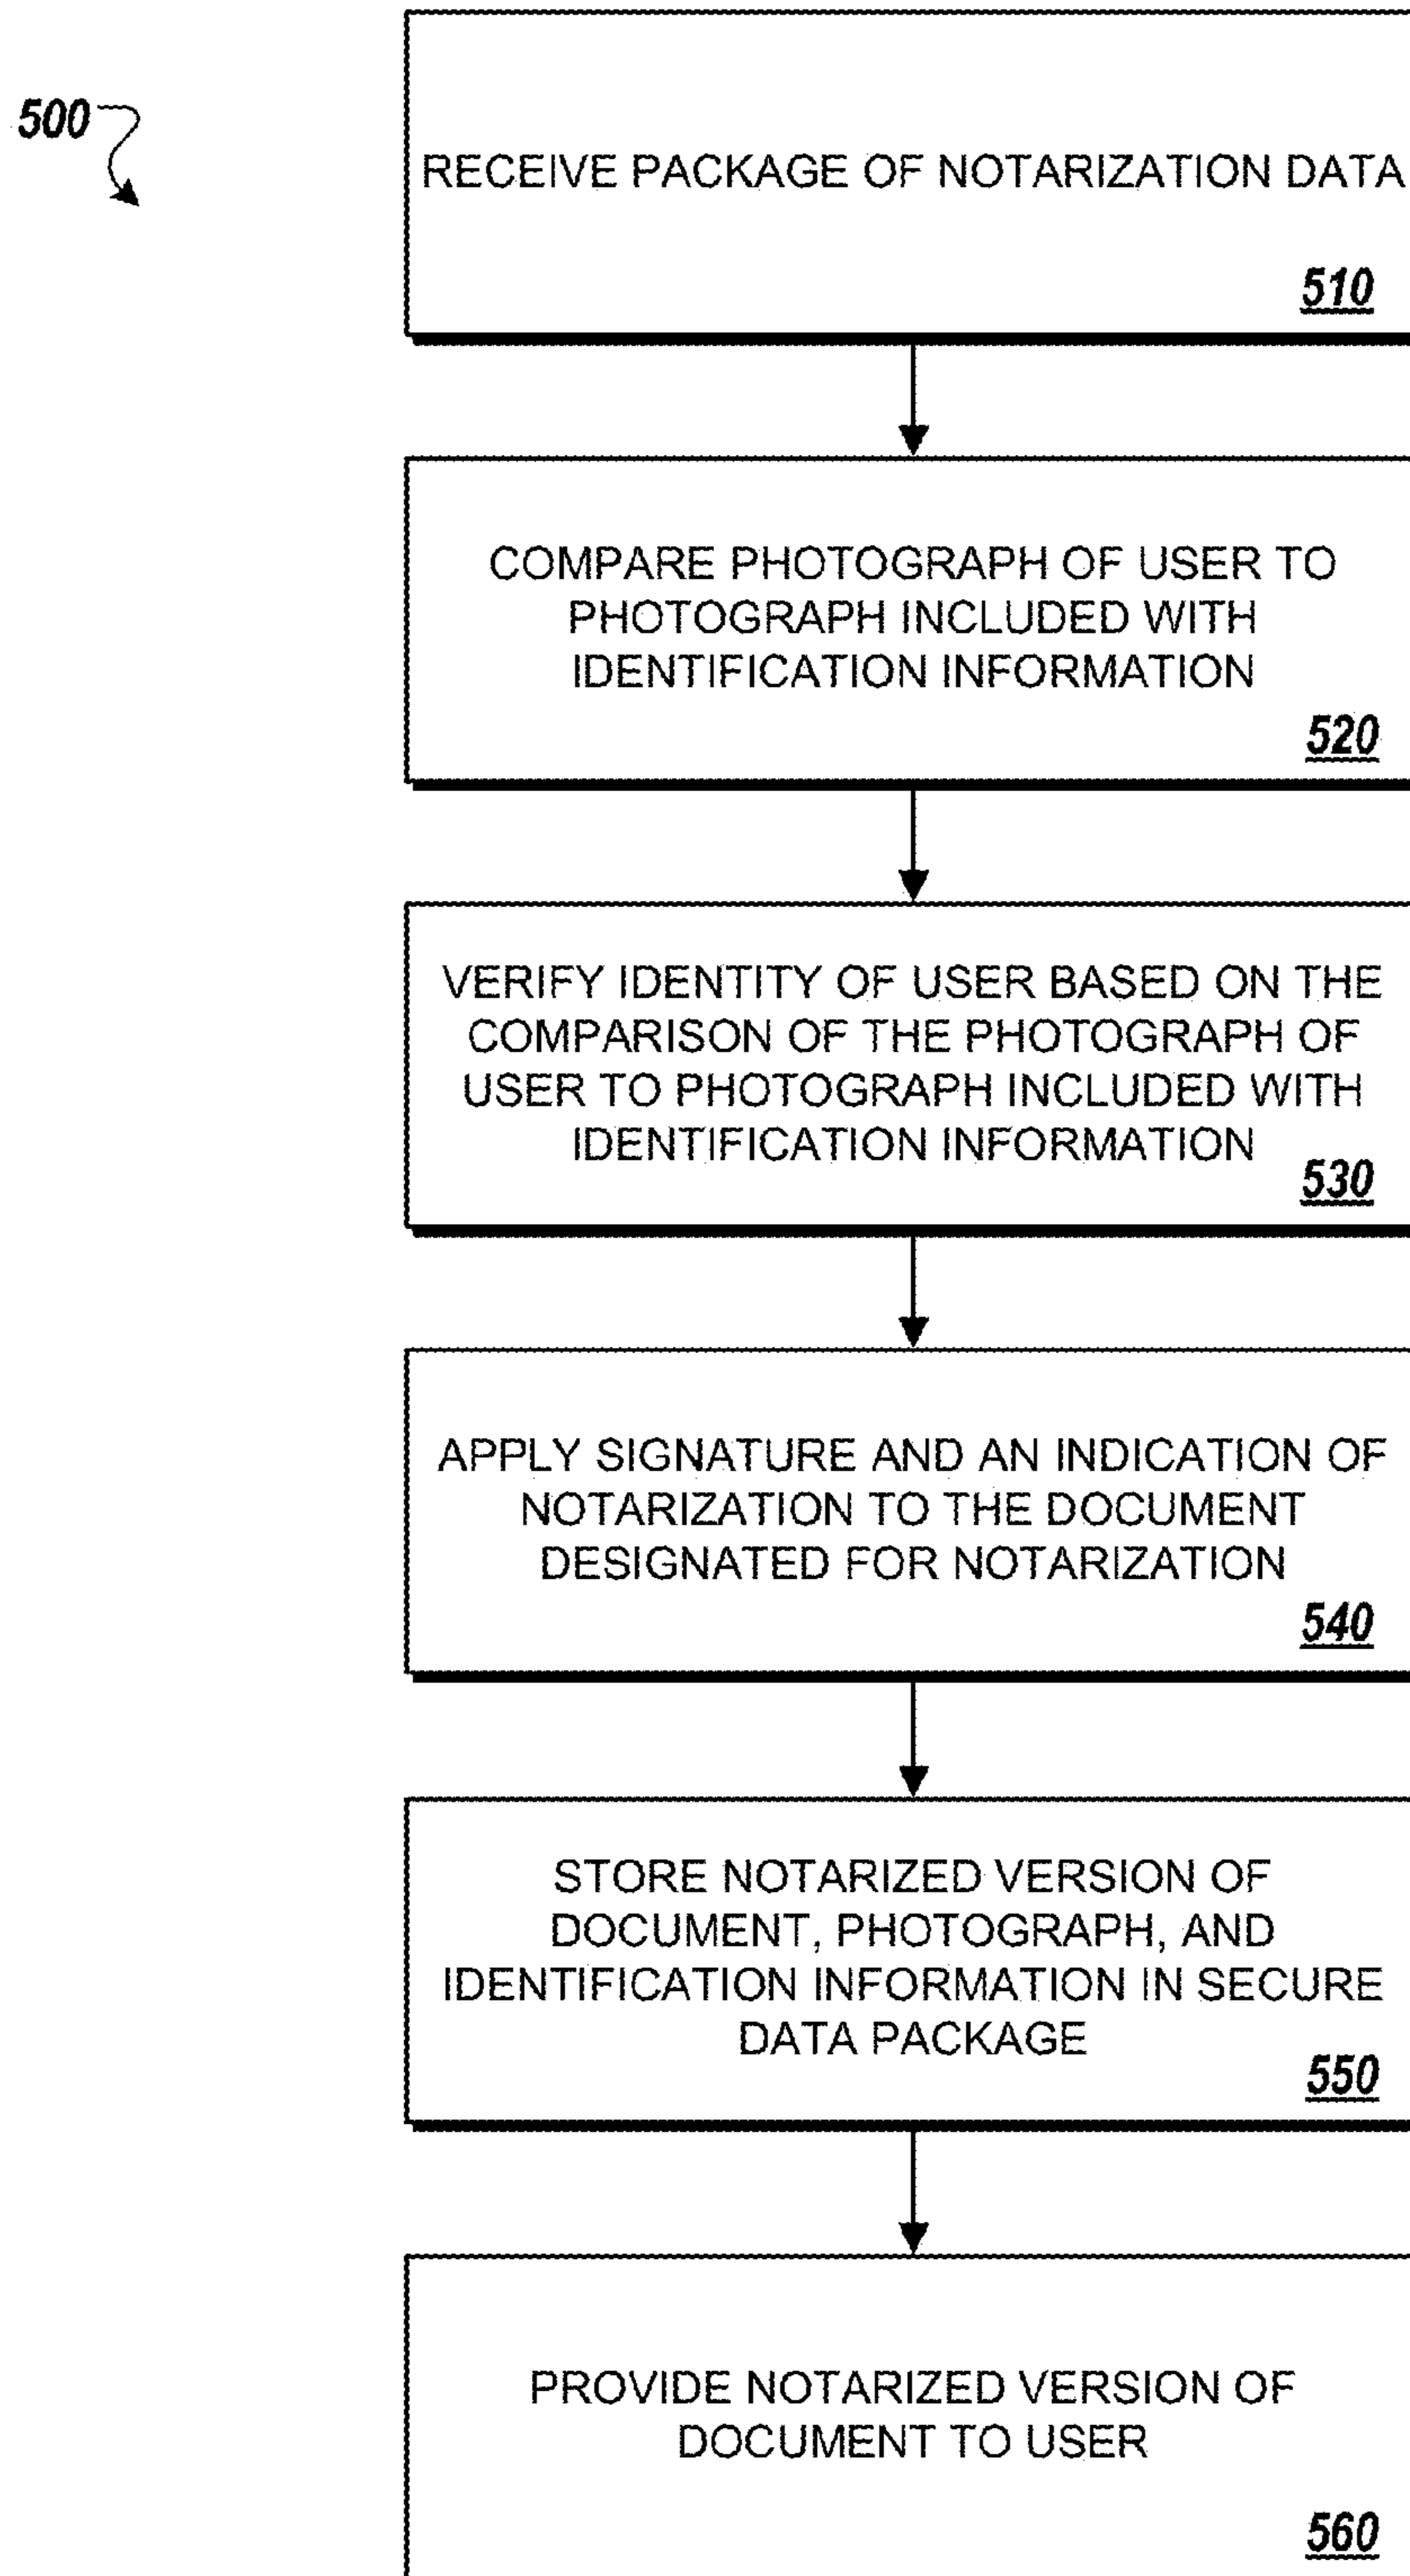 500
RECEIVE PACKAGE OF NOTARIZATION DATA
510
COMPARE PHOTOGRAPH OF USER TO
PHOTOGRAPH INCLUDED WITH
IDENTIFICATION INFORMATION
520
VERIFY IDENTITY OF USER BASED ON THE
COMPARISON OF THE PHOTOGRAPH OF
USER TO PHOTOGRAPH INCLUDED WITH
IDENTIFICATION INFORMATION
530
APPLY SIGNATURE AND AN INDICATION OF
NOTARIZATION TO THE DOCUMENT
DESIGNATED FOR NOTARIZATION
540
STORE NOTARIZED VERSION OF
DOCUMENT, PHOTOGRAPH, AND
IDENTIFICATION INFORMATION IN SECURE
DATA PACKAGE
550
PROVIDE NOTARIZED VERSION OF
DOCUMENT TO USER
560